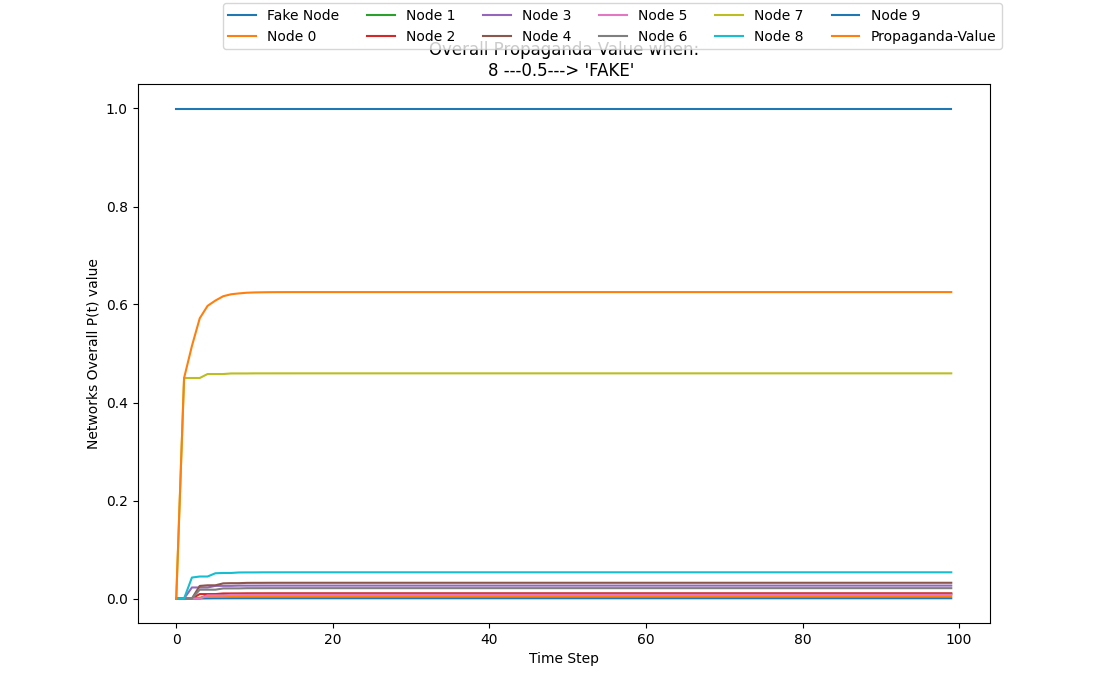 Fake Node Node 1 Node 3 Node 5 Node 7 Node 9
Node 0 Node 2 Node 4 Node 6 Node 8 Propaganda-Value
Overall Propaganda Value when:
8 ---0.5---> 'FAKE'
1.0
0.8
0.6
0.4
0.2
0.0
Networks Overall P(t) value
0 20 40 60 80 100
Time Step